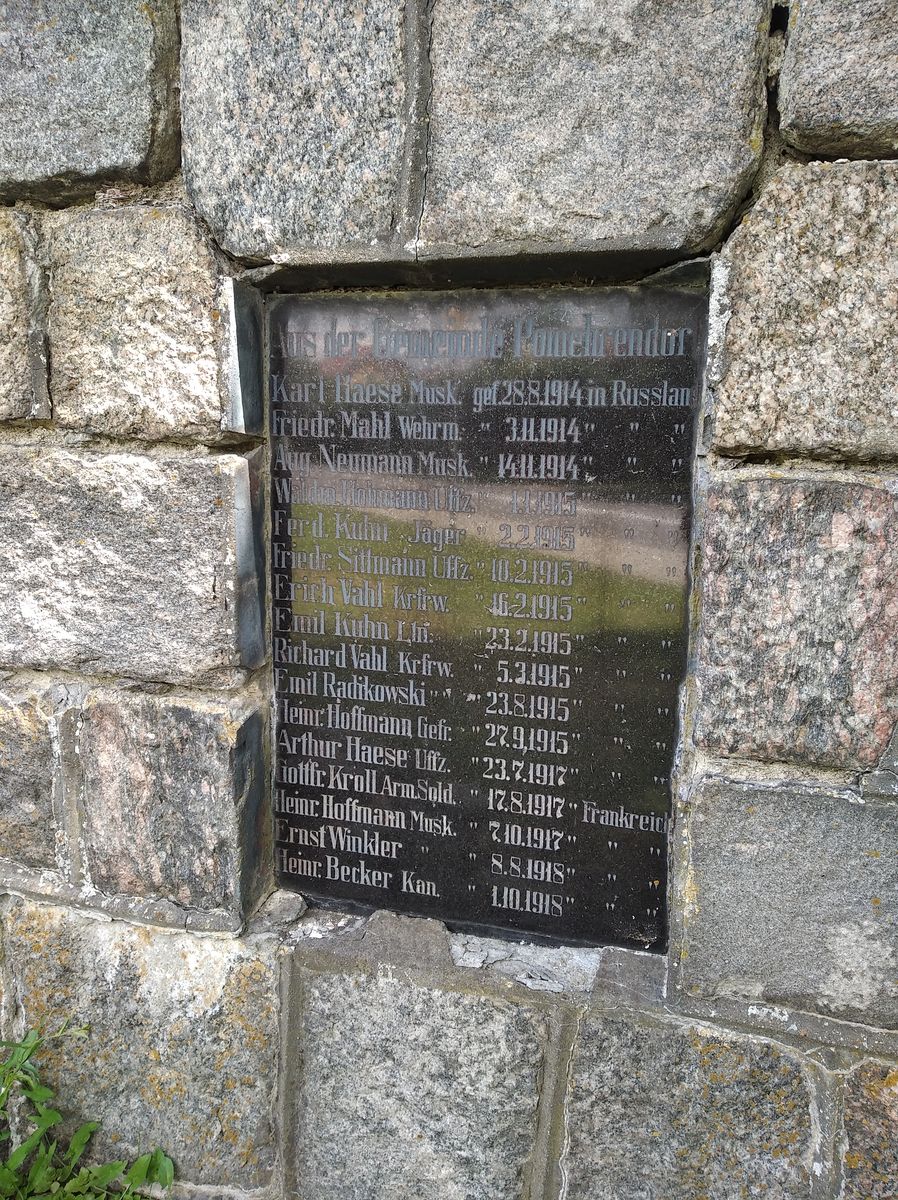 Aus der Gemeinde Pomehrendor
Karl Haese Musk. gef. 28.8.1914 in Russlan
Friedr. Mahl Wehrm. " 3.11.1914 " " "
Aug. Neumann Musk. " 14.11.1914 " " "
Hohmann Uffz. " 1.1.1915 " " "
Ferd. Kuhn Jäger " 2.2.1915 " " "
Friedr. Sittmann Uffz. " 10.2.1915 " " "
Erich Vahl Krfrw. " 16.2.1915 " " "
Emil Kuhn Ltn. " 23.2.1915 " " "
Richard Vahl Krfrw. " 5.3.1915 " " "
Emil Radikowski " " " 23.8.1915 " " "
Heinr. Hoffmann Gefr. " 27.9.1915 " " "
Arthur Haese Uffz. " 23.7.1917 " " "
Gottfr. Kroll Arm. Sold. " 17.8.1917 " Frankreich
Heinr. Hoffmann Musk. " 7.10.1917 " " "
Ernst Winkler " " 8.8.1918 " " "
Heinr. Becker Kan. " 1.10.1918 " " "